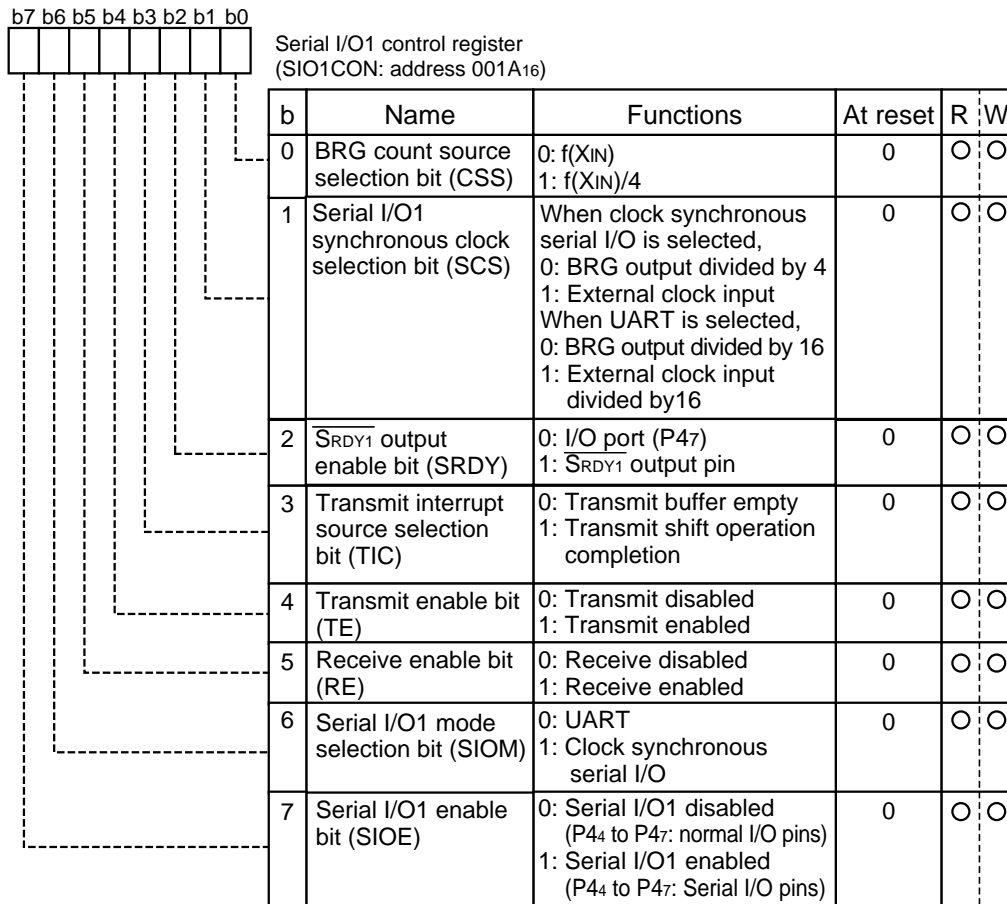 b7 b6 b5 b4 b3 b2 b1 b0
Serial I/O1 control register
(SIO1CON: address 001A16)
b Name Functions At reset R W
0 BRG count source selection bit (CSS) 0: f(XIN) 0 O O
1: f(XIN)/4
1 Serial I/O1 synchronous clock selection bit (SCS) When clock synchronous 0 O O
serial I/O is selected,
0: BRG output divided by 4
1: External clock input
When UART is selected,
0: BRG output divided by 16
1: External clock input
divided by16
2 SRDY1 output enable bit (SRDY) 0: I/O port (P47) 0 O O
1: SRDY1 output pin
3 Transmit interrupt source selection bit (TIC) 0: Transmit buffer empty 0 O O
1: Transmit shift operation
completion
4 Transmit enable bit (TE) 0: Transmit disabled 0 O O
1: Transmit enabled
5 Receive enable bit (RE) 0: Receive disabled 0 O O
1: Receive enabled
6 Serial I/O1 mode selection bit (SIOM) 0: UART 0 O O
1: Clock synchronous
serial I/O
7 Serial I/O1 enable bit (SIOE) 0: Serial I/O1 disabled 0 O O
(P44 to P47: normal I/O pins)
1: Serial I/O1 enabled
(P44 to P47: Serial I/O pins)